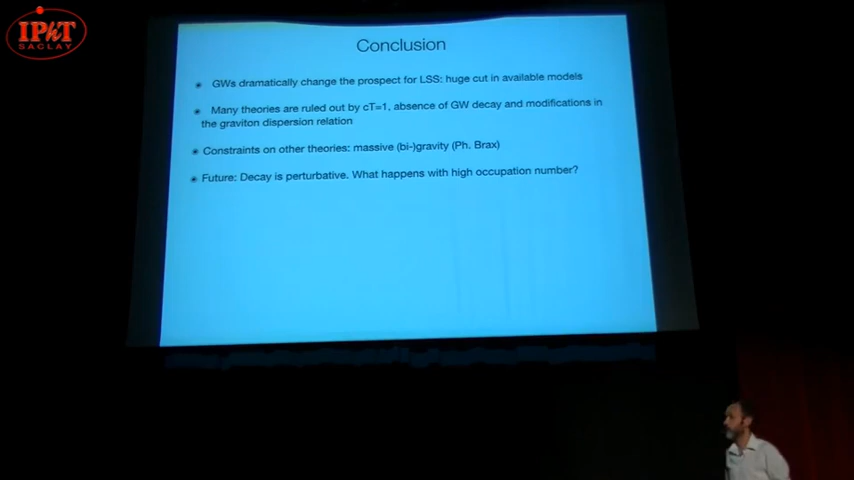 IPhT
SACLAY
Conclusion
GWs dramatically change the prospect for LSS: huge cut in available models
Many theories are ruled out by cT=1, absence of GW decay and modifications in
the graviton dispersion relation
Constraints on other theories: massive (bi-)gravity (Ph. Brax)
Future: Decay is perturbative. What happens with high occupation number?